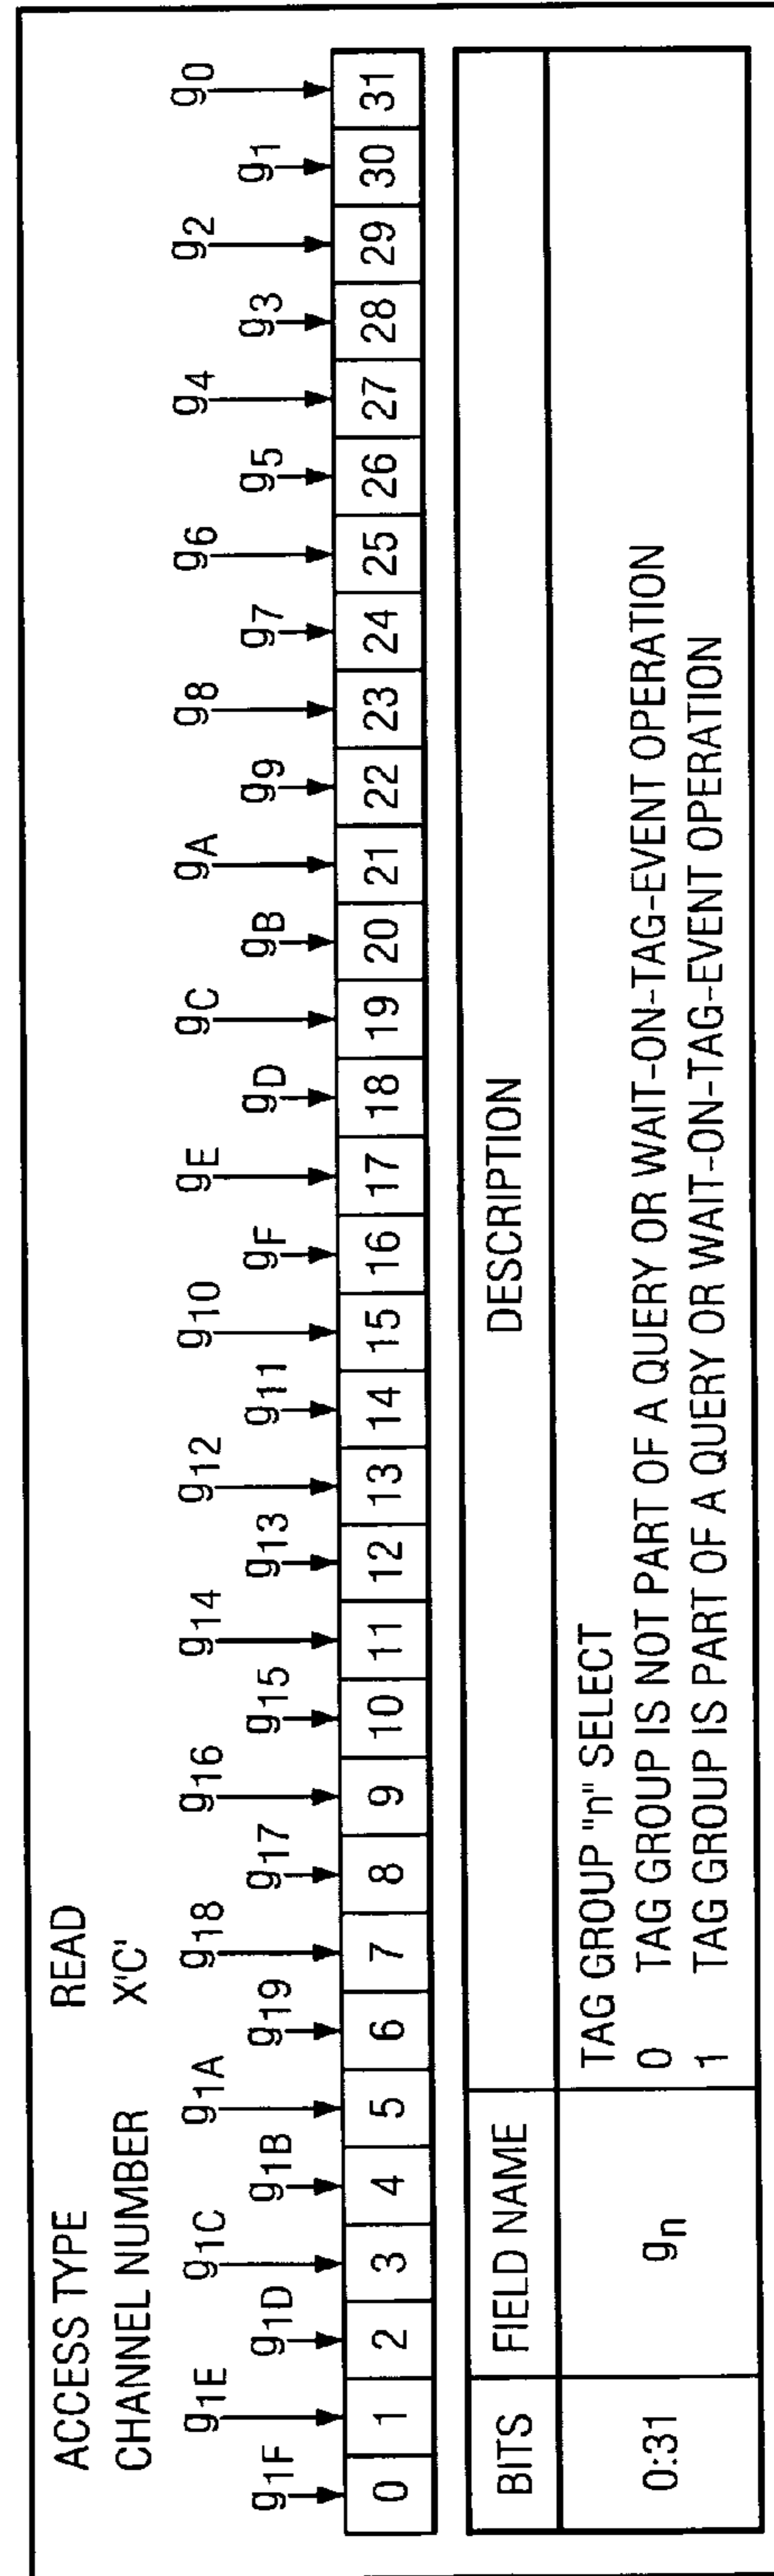 ACCESS TYPE READ
CHANNEL NUMBER X'C'
g1F g1E g1D g1C g1B g1A g19 g18 g17 g16 g15 g14 g13 g12 g11 g10 gF gE gD gC gB gA g9 g8 g7 g6 g5 g4 g3 g2 g1 g0
0 1 2 3 4 5 6 7 8 9 10 11 12 13 14 15 16 17 18 19 20 21 22 23 24 25 26 27 28 29 30 31
BITS FIELD NAME DESCRIPTION
0:31 gn TAG GROUP "n" SELECT
0 TAG GROUP IS NOT PART OF A QUERY OR WAIT-ON-TAG-EVENT OPERATION
1 TAG GROUP IS PART OF A QUERY OR WAIT-ON-TAG-EVENT OPERATION